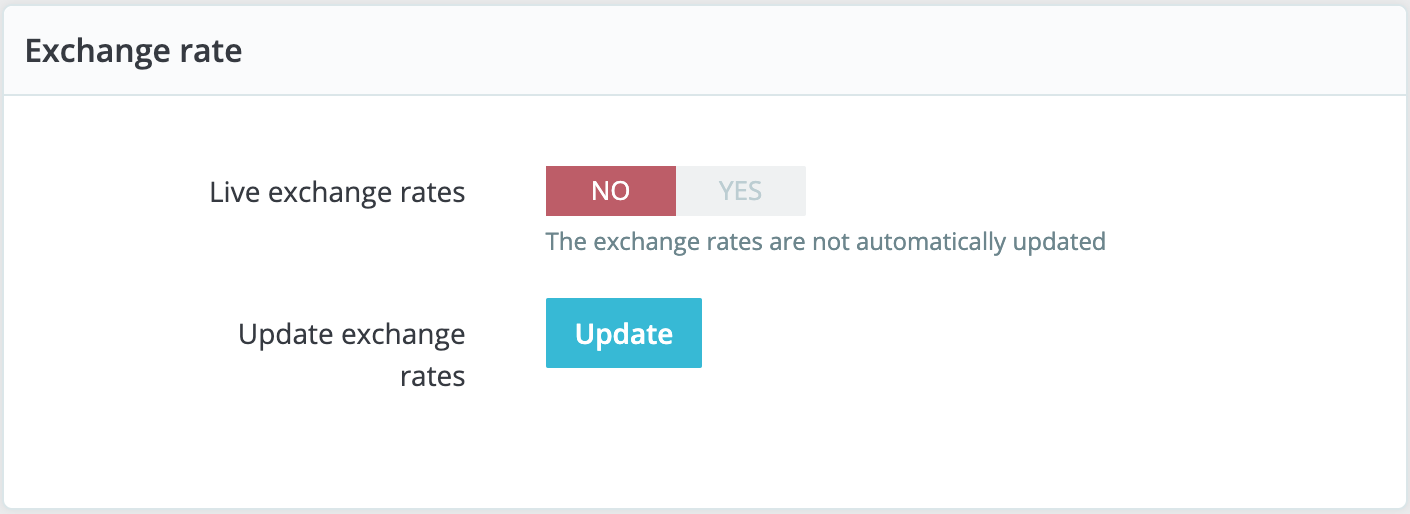 Exchange rate
Live exchange rates
NO
YES
The exchange rates are not automatically updated
Update exchange
rates
Update